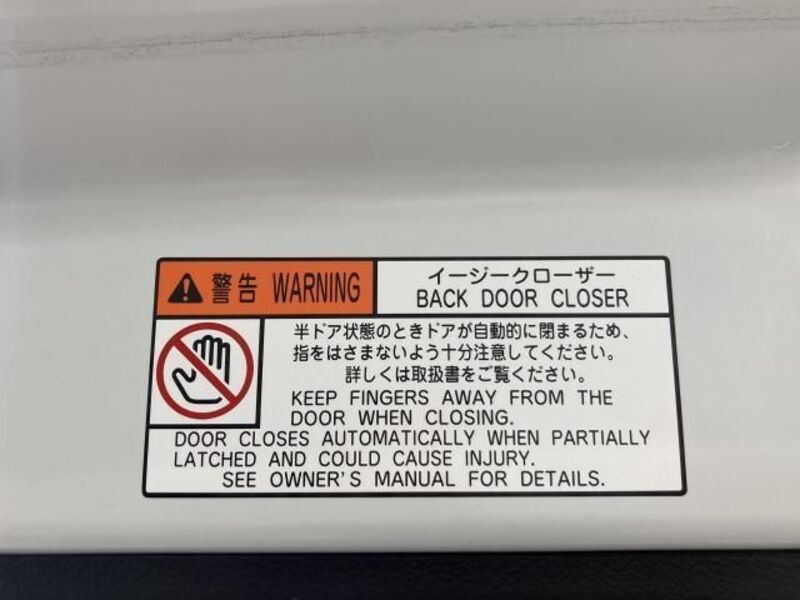 警告 WARNING
イージークローザー
BACK DOOR CLOSER
半ドア状態のときドアが自動的に閉まるため、
指をはさまないよう十分注意してください。
詳しくは取扱書をご覧ください。
KEEP FINGERS AWAY FROM THE
DOOR WHEN CLOSING.
DOOR CLOSES AUTOMATICALLY WHEN PARTIALLY
LATCHED AND COULD CAUSE INJURY.
SEE OWNER'S MANUAL FOR DETAILS.